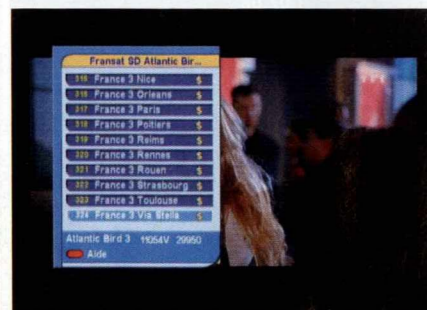 Fransat SD Atlantic Bir...
315 France 3 Nice $
316 France 3 Orleans $
317 France 3 Paris $
318 France 3 Poitiers $
319 France 3 Reims $
320 France 3 Rennes $
321 France 3 Rouen $
322 France 3 Strasbourg $
323 France 3 Toulouse $
324 France 3 Via Stella $
Atlantic Bird 3 11054V 29950
Aide